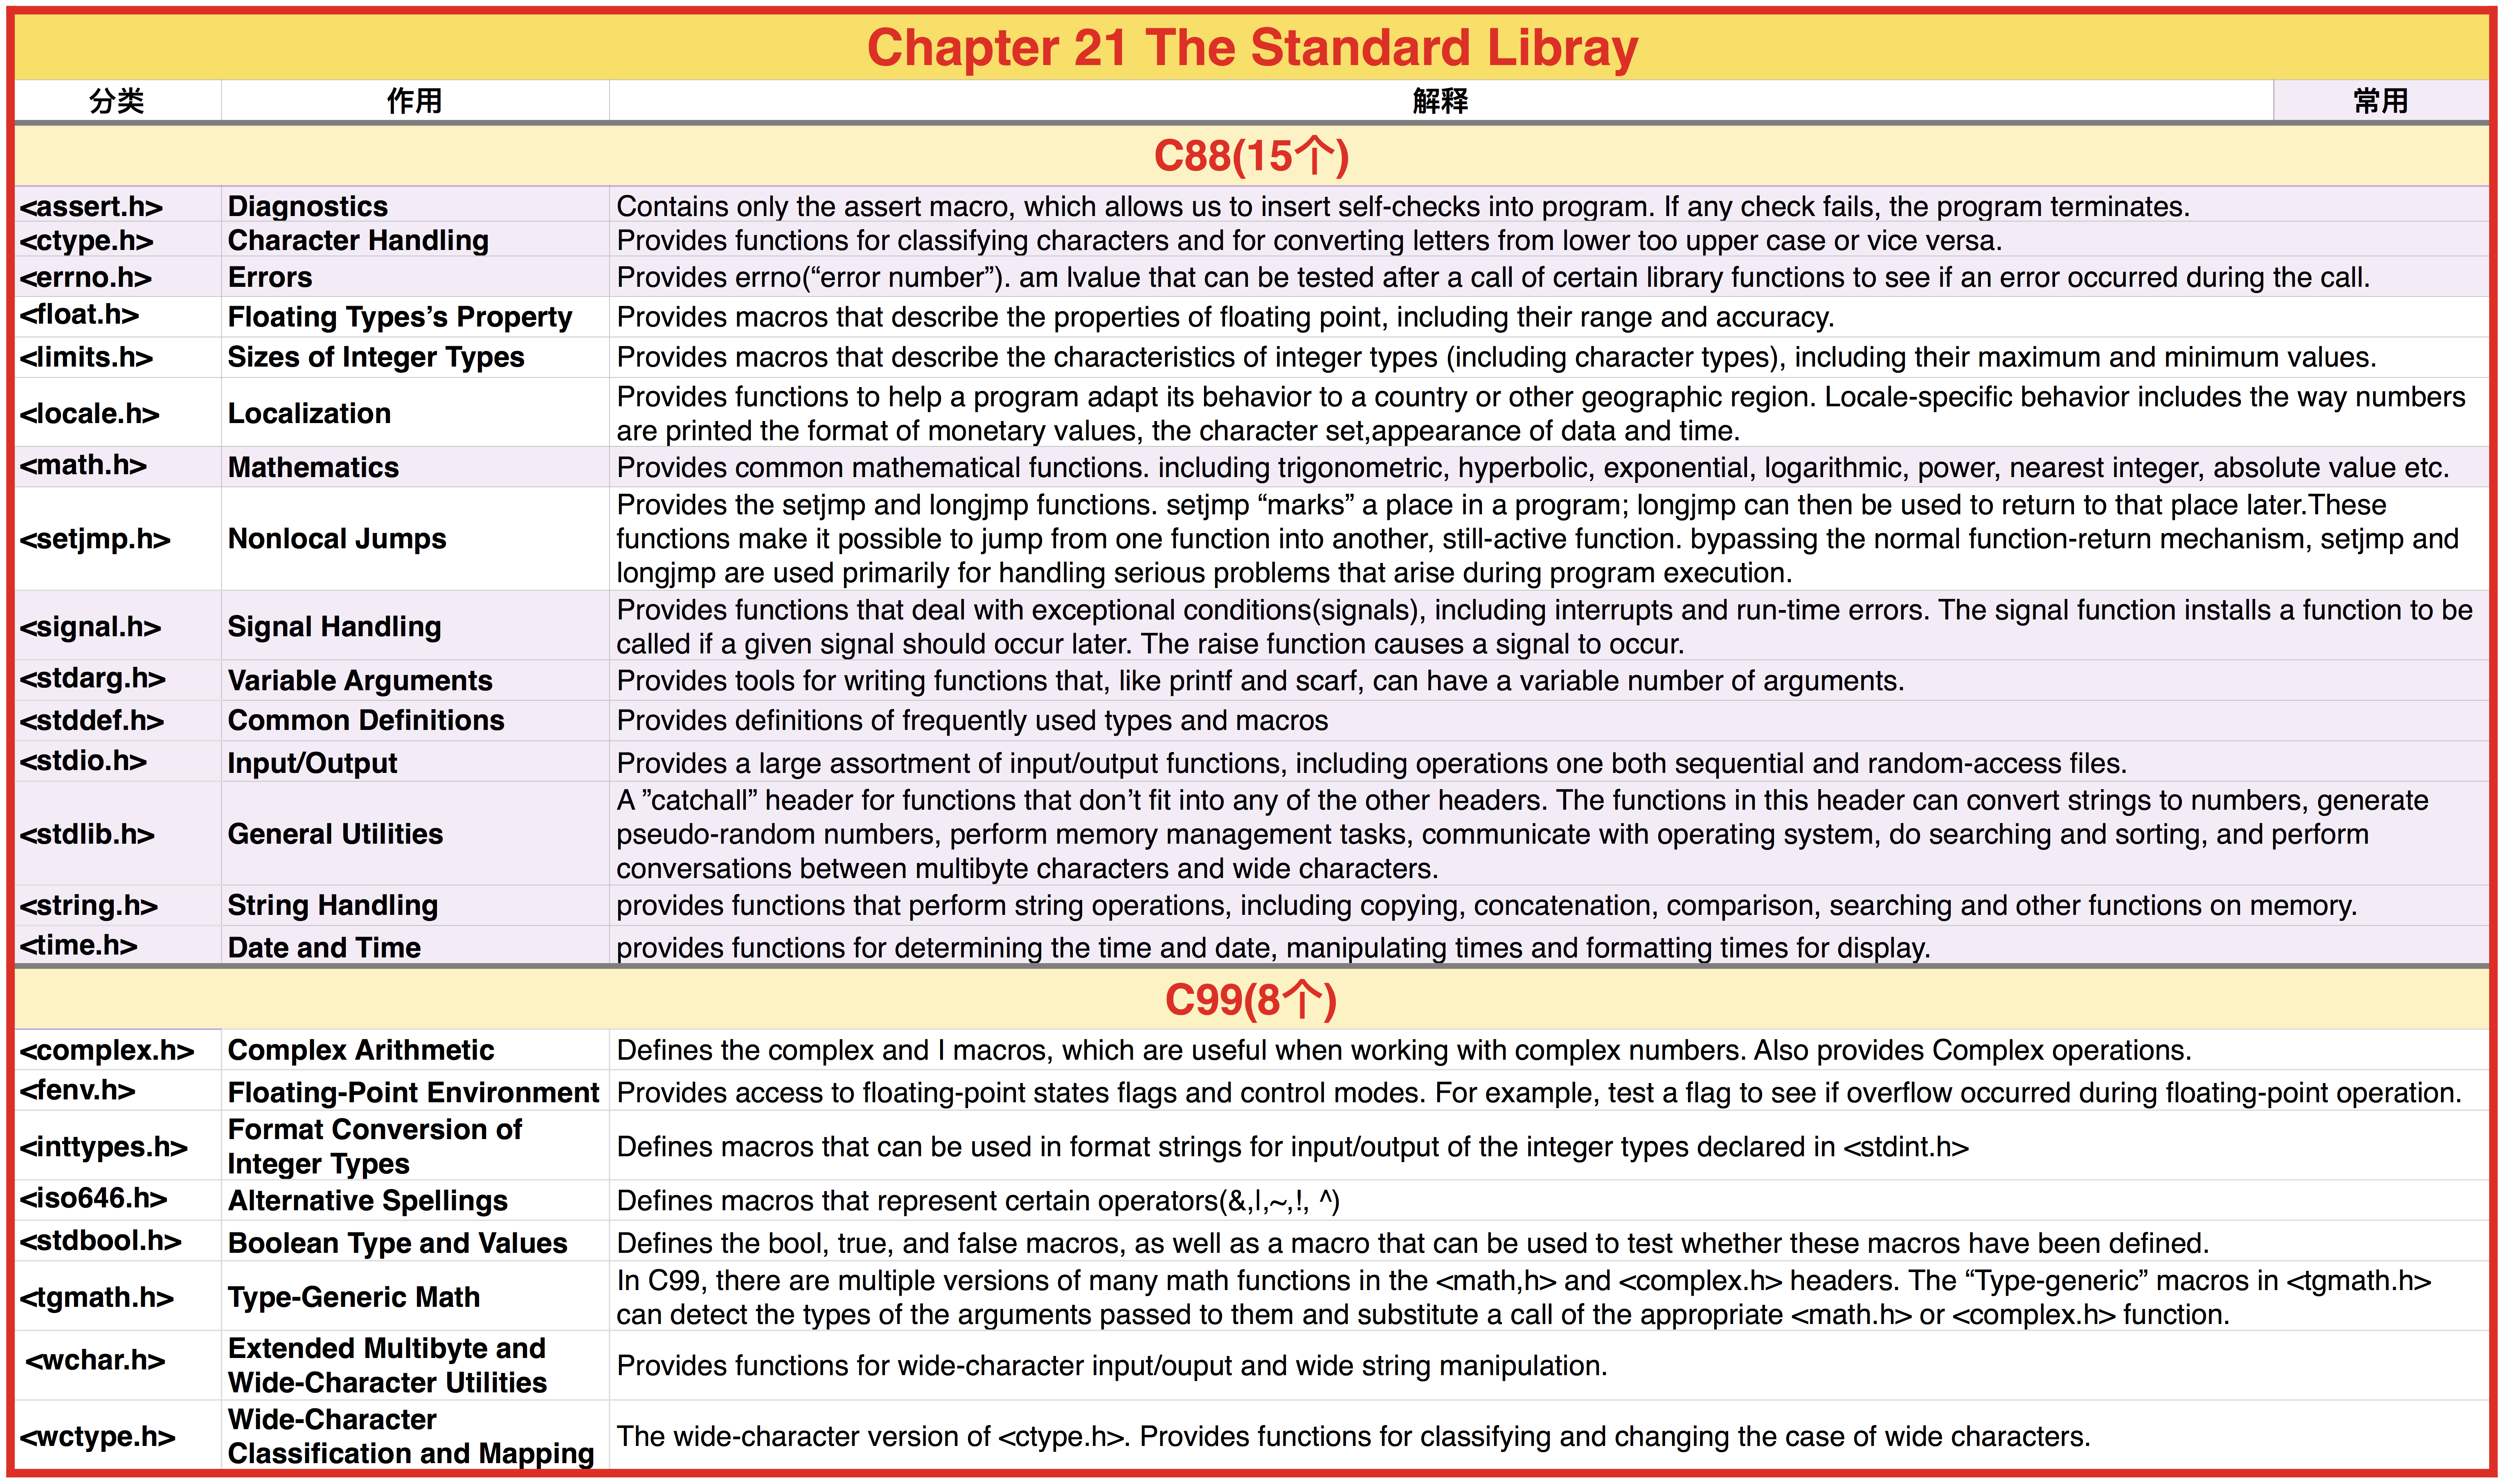 Chapter 21 The Standard Libray
分类 作用 解释 常用
C88(15个)
<assert.h> Diagnostics Contains only the assert macro, which allows us to insert self-checks into program. If any check fails, the program terminates.
<ctype.h> Character Handling Provides functions for classifying characters and for converting letters from lower too upper case or vice versa.
<errno.h> Errors Provides errno(“error number”). am lvalue that can be tested after a call of certain library functions to see if an error occurred during the call.
<float.h> Floating Types’s Property Provides macros that describe the properties of floating point, including their range and accuracy.
<limits.h> Sizes of Integer Types Provides macros that describe the characteristics of integer types (including character types), including their maximum and minimum values.
<locale.h> Localization Provides functions to help a program adapt its behavior to a country or other geographic region. Locale-specific behavior includes the way numbers
are printed the format of monetary values, the character set,appearance of data and time.
<math.h> Mathematics Provides common mathematical functions. including trigonometric, hyperbolic, exponential, logarithmic, power, nearest integer, absolute value etc.
<setjmp.h> Nonlocal Jumps Provides the setjmp and longjmp functions. setjmp “marks” a place in a program; longjmp can then be used to return to that place later.These
functions make it possible to jump from one function into another, still-active function. bypassing the normal function-return mechanism, setjmp and
longjmp are used primarily for handling serious problems that arise during program execution.
<signal.h> Signal Handling Provides functions that deal with exceptional conditions(signals), including interrupts and run-time errors. The signal function installs a function to be
called if a given signal should occur later. The raise function causes a signal to occur.
<stdarg.h> Variable Arguments Provides tools for writing functions that, like printf and scarf, can have a variable number of arguments.
<stddef.h> Common Definitions Provides definitions of frequently used types and macros
<stdio.h> Input/Output Provides a large assortment of input/output functions, including operations one both sequential and random-access files.
<stdlib.h> General Utilities A ”catchall” header for functions that don’t fit into any of the other headers. The functions in this header can convert strings to numbers, generate
pseudo-random numbers, perform memory management tasks, communicate with operating system, do searching and sorting, and perform
conversations between multibyte characters and wide characters.
<string.h> String Handling provides functions that perform string operations, including copying, concatenation, comparison, searching and other functions on memory.
<time.h> Date and Time provides functions for determining the time and date, manipulating times and formatting times for display.
C99(8个)
<complex.h> Complex Arithmetic Defines the complex and I macros, which are useful when working with complex numbers. Also provides Complex operations.
<fenv.h> Floating-Point Environment Provides access to floating-point states flags and control modes. For example, test a flag to see if overflow occurred during floating-point operation.
<inttypes.h> Format Conversion of
Integer Types Defines macros that can be used in format strings for input/output of the integer types declared in <stdint.h>
<iso646.h> Alternative Spellings Defines macros that represent certain operators(&,|,~,!, ^)
<stdbool.h> Boolean Type and Values Defines the bool, true, and false macros, as well as a macro that can be used to test whether these macros have been defined.
<tgmath.h> Type-Generic Math In C99, there are multiple versions of many math functions in the <math,h> and <complex.h> headers. The “Type-generic” macros in <tgmath.h>
can detect the types of the arguments passed to them and substitute a call of the appropriate <math.h> or <complex.h> function.
<wchar.h> Extended Multibyte and
Wide-Character Utilities Provides functions for wide-character input/ouput and wide string manipulation.
<wctype.h> Wide-Character
Classification and Mapping The wide-character version of <ctype.h>. Provides functions for classifying and changing the case of wide characters.